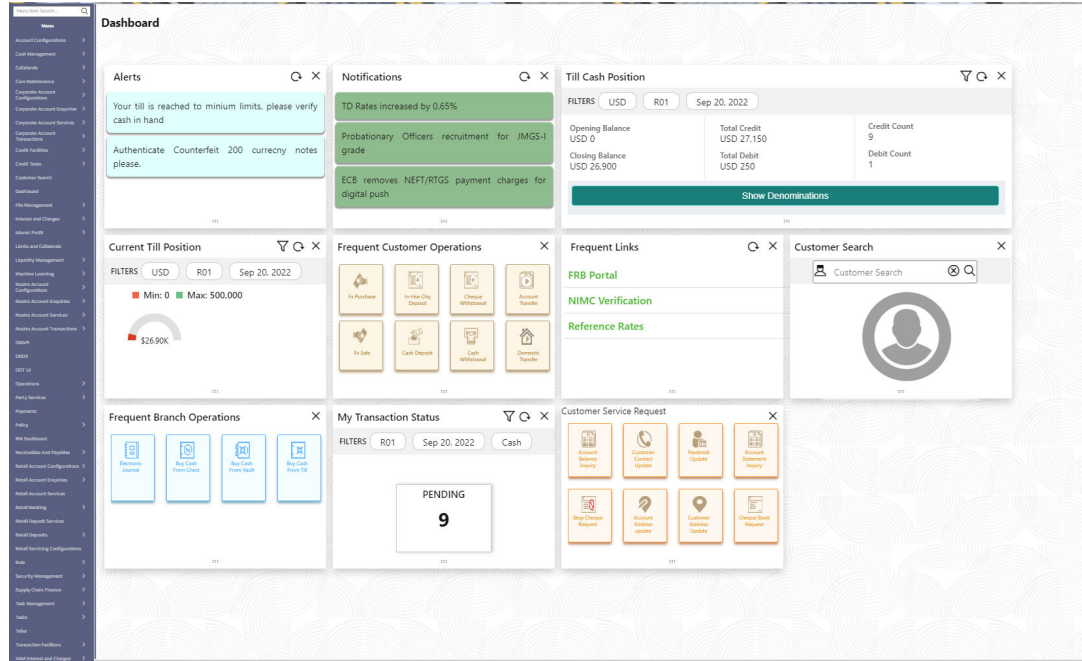 Menu Item Search...
Menu
Account Configurations
Cash Management
Collaterals
Core Maintenance
Corporate Account
Configurations
Corporate Account Enquiries
Corporate Account Services
Corporate Account
Transactions
Credit Facilities
Credit Tasks
Customer Search
Dashboard
File Management
Interest and Charges
Islamic Profit
Limits and Collaterals
Liquidity Management
Machine Learning
Nostro Account
Configurations
Nostro Account Enquiries
Nostro Account Services
Nostro Account Transactions
OBAPI
OBDX
ODT UI
Operations
Party Services
Payments
Policy
RM Dashboard
Receivables And Payables
Retail Account Configurations
Retail Account Enquiries
Retail Account Services
Retail Banking
Retail Deposit Services
Retail Deposits
Retail Servicing Configurations
Rule
Security Management
Supply Chain Finance
Task Management
Tasks
Teller
Transaction Facilities
VAM Interest and Charges
Dashboard
Alerts
Your till is reached to minium limits, please verify
cash in hand
Authenticate Counterfeit 200 currecny notes
please.
Notifications
TD Rates increased by 0.65%
Probationary Officers recruitment for JMGS-I
grade
ECB removes NEFT/RTGS payment charges for
digital push
Till Cash Position
FILTERS USD R01 Sep 20, 2022
Opening Balance Total Credit Credit Count
USD 0 USD 27,150 9
Closing Balance Total Debit Debit Count
USD 26,900 USD 250 1
Show Denominations
Current Till Position
FILTERS USD R01 Sep 20, 2022
Min: 0 Max: 500,000
$26.90K
Frequent Customer Operations
Fx Purchase
In-Hse Chq
Deposit
Cheque
Withdrawal
Account
Transfer
Fx Sale
Cash Deposit
Cash
Withdrawal
Domestic
Transfer
Frequent Links
FRB Portal
NIMC Verification
Reference Rates
Customer Search
Customer Search
Frequent Branch Operations
Electronic
Journal
Buy Cash
From Chest
Buy Cash
From Vault
Buy Cash
From Till
My Transaction Status
FILTERS R01 Sep 20, 2022 Cash
PENDING
9
Customer Service Request
Account
Balance
Inquiry
Customer
Contact
Update
Passbook
Update
Account
Statement
Inquiry
Stop Cheque
Request
Account
Address
update
Customer
Address
Update
Cheque Book
Request